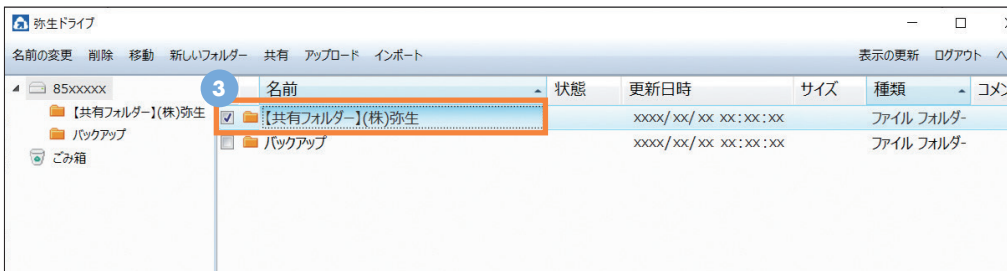 弥生ドライブ
名前の変更 削除 移動 新しいフォルダー 共有 アップロード インポート 表示の更新 ログアウト
85xxxxx 3 名前 状態 更新日時 サイズ 種類
【共有フォルダー】(株)弥生 【共有フォルダー】(株)弥生 xxxx/xx/xx xx:xx:xx ファイル フォルダｰ
バックアップ バックアップ xxxx/xx/xx xx:xx:xx ファイル フォルダｰ
ごみ箱